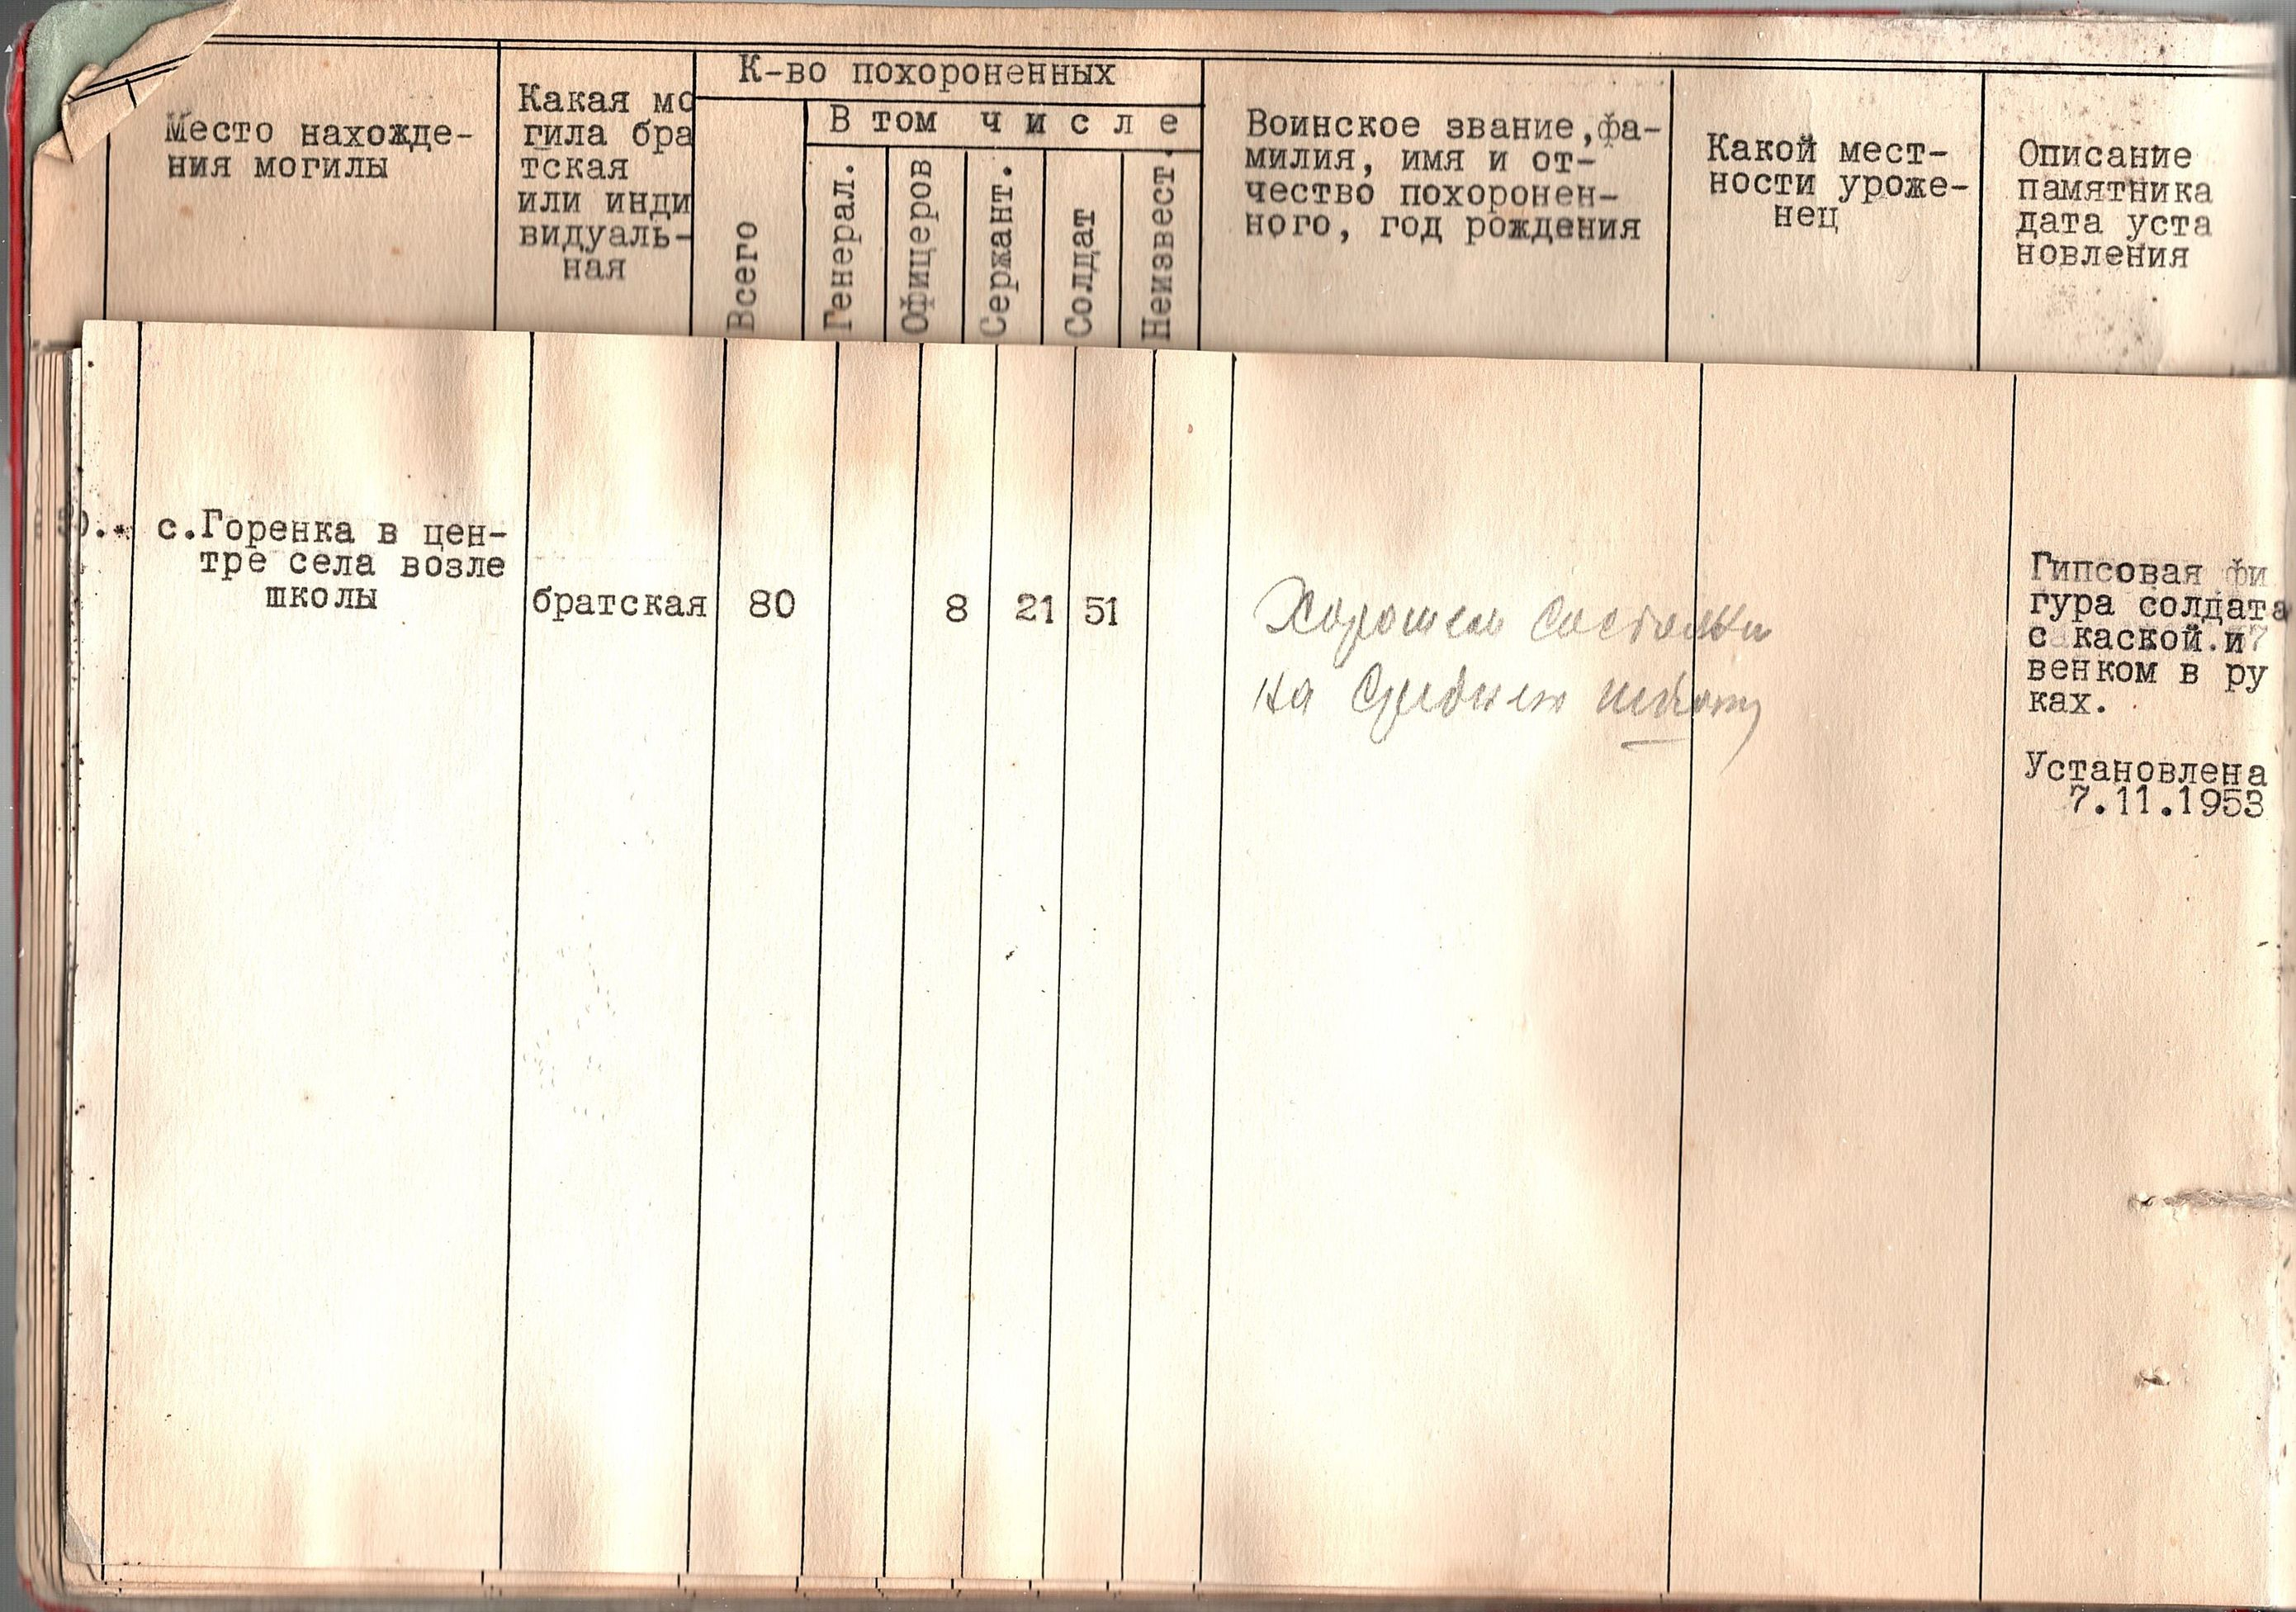 К-во похороненных
В том числе
Место нахожде-
ния могилы
Какая мо
гила бра
тская
или инди
видуаль-
ная
Всего
Генерал.
Офицеров
Сержант.
Солдат
Неизвест.
Воинское звание,фа-
милия, имя и от-
чество похоронен-
ного, год рождения
Какой мест-
ности уроже-
нец
Описание
памятника
дата уста
новления
с.Горенка в цен-
тре села возле
школы
братская
80
8
21
51
Хорошем
на
Гипсовая фи
гура солдата
с каской.и
венком в ру
ках.
Установлена
7.11.1953